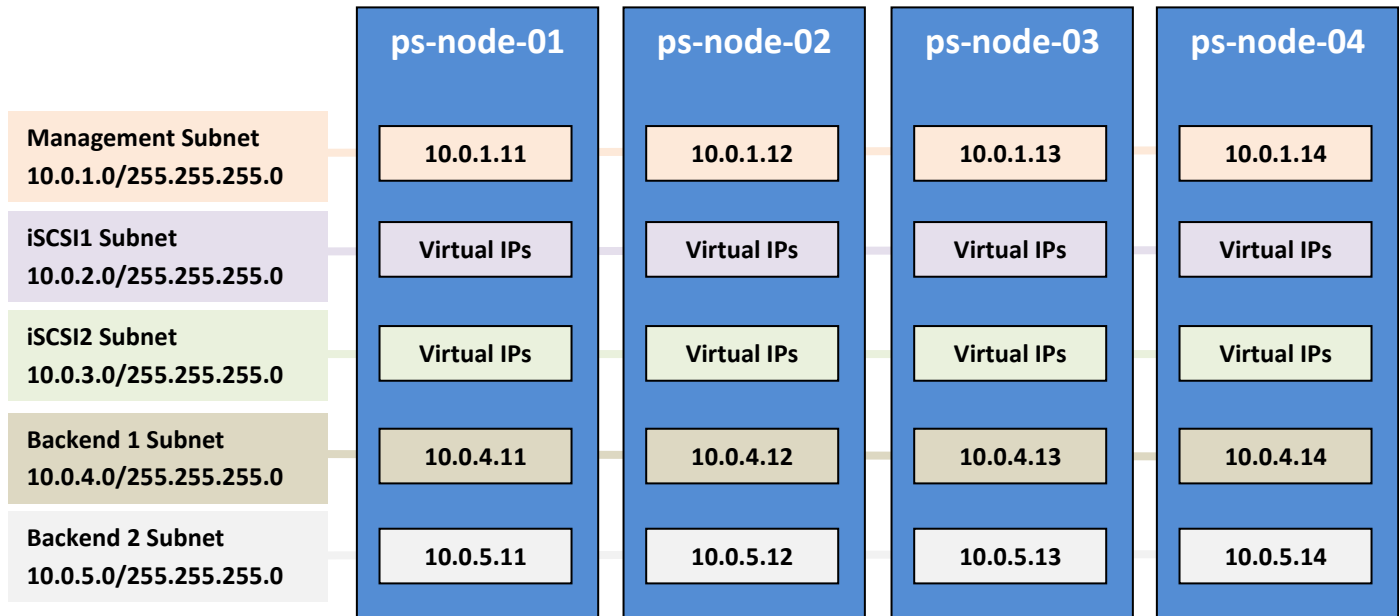 ps-node-01
ps-node-02
ps-node-03
ps-node-04
Management Subnet
10.0.1.0/255.255.255.0
10.0.1.11
10.0.1.12
10.0.1.13
10.0.1.14
iSCSI1 Subnet
10.0.2.0/255.255.255.0
Virtual IPs
Virtual IPs
Virtual IPs
Virtual IPs
iSCSI2 Subnet
10.0.3.0/255.255.255.0
Virtual IPs
Virtual IPs
Virtual IPs
Virtual IPs
Backend 1 Subnet
10.0.4.0/255.255.255.0
10.0.4.11
10.0.4.12
10.0.4.13
10.0.4.14
Backend 2 Subnet
10.0.5.0/255.255.255.0
10.0.5.11
10.0.5.12
10.0.5.13
10.0.5.14